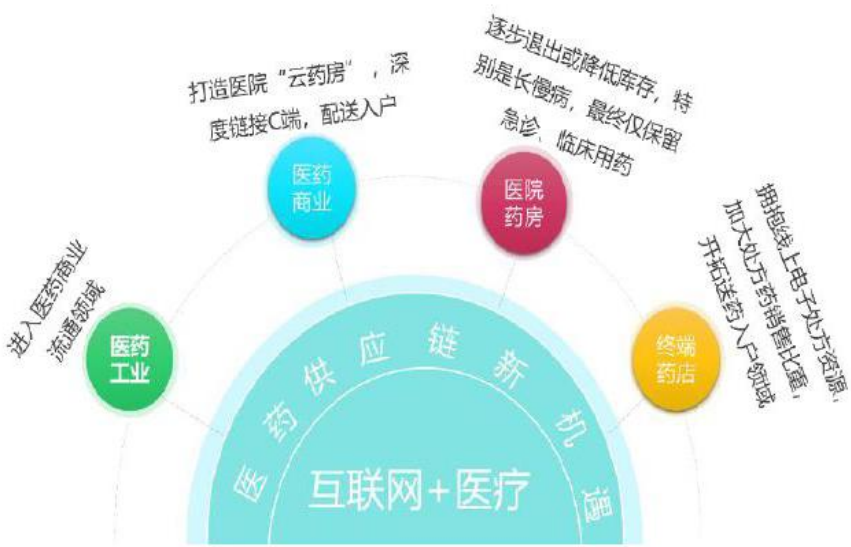 打造医院“云药房”，深
度链接C端，配送入户
逐步退出或降低库存，特
别是长慢病，最终仅保留
急诊、临床用药
医药
商业
医院
药房
进入医药商业
流通领域
医药
工业
拥抱线上电子处方资源，
加大处方药销售比重，
开拓送药入户领域
终端
药店
医药供应链新机遇
互联网+医疗